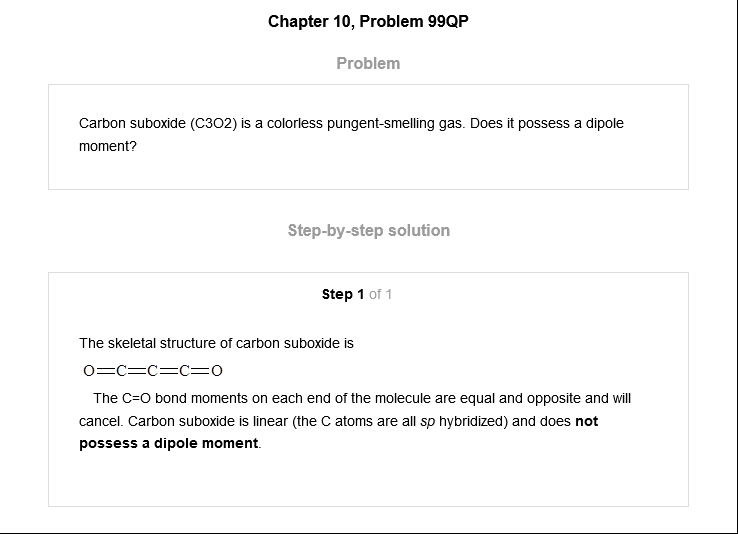 Chapter 10, Problem 99QP
Problem
Carbon suboxide (C3O2) is a colorless pungent-smelling gas. Does it possess a dipole
moment?
Step-by-step solution
Step 1 of 1
The skeletal structure of carbon suboxide is
O=C=C=C=O
The C=O bond moments on each end of the molecule are equal and opposite and will
cancel. Carbon suboxide is linear (the C atoms are all sp hybridized) and does not
possess a dipole moment.